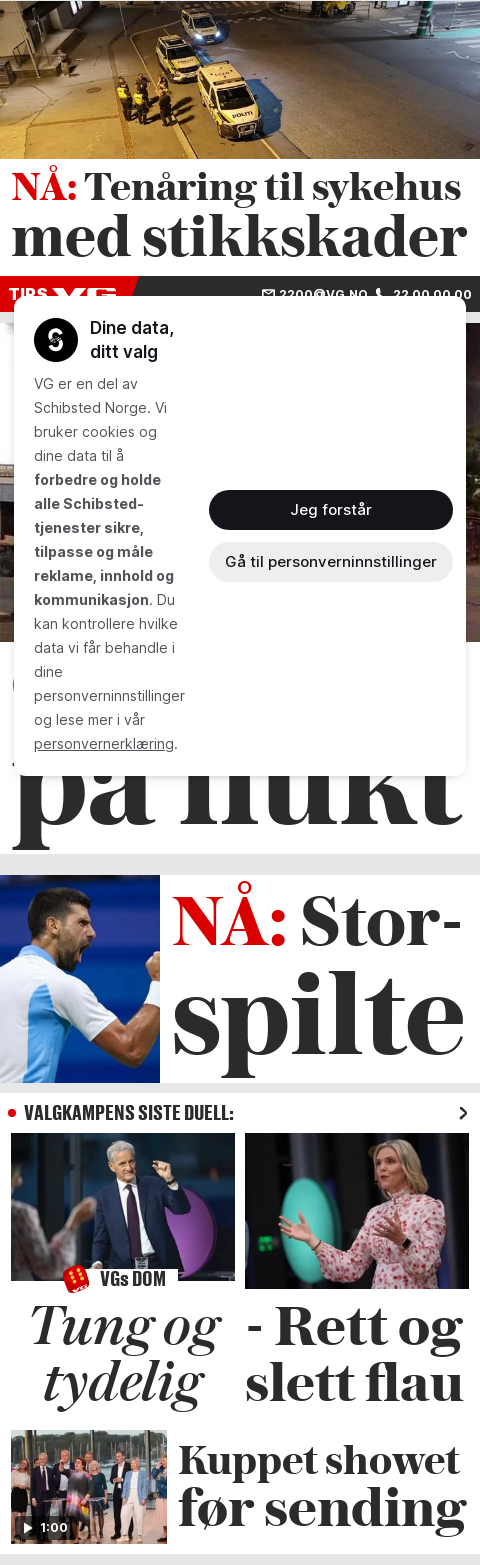 POLITI
NÅ: Tenåring til sykehus
med stikkskader
TIPS VG
2200@VG.NO
22 00 00 00
Dine data,
ditt valg
VG er en del av
Schibsted Norge. Vi
bruker cookies og
dine data til å
forbedre og holde
alle Schibsted-
tjenester sikre,
tilpasse og måle
reklame, innhold og
kommunikasjon. Du
kan kontrollere hvilke
data vi får behandle i
dine
personverninnstillinger
og lese mer i vår
personvernerklæring.
Jeg forstår
Gå til personverninnstillinger
på flukt
NÅ: Stor-
spilte
VALGKAMPENS SISTE DUELL:
VGs DOM
Tung og
tydelig
- Rett og
slett flau
1:00
Kuppet showet
før sending